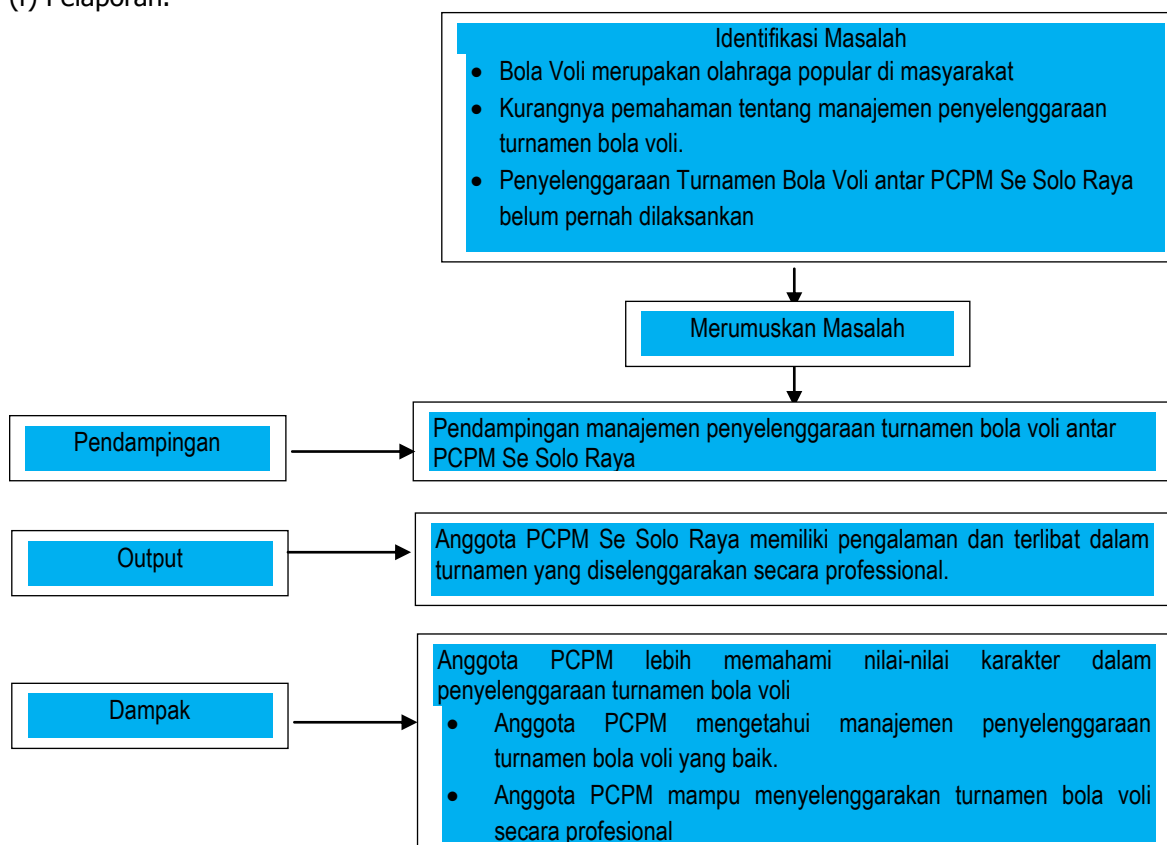 (f) Pelaporan.
Identifikasi Masalah
• Bola Voli merupakan olahraga popular di masyarakat
• Kurangnya pemahaman tentang manajemen penyelenggaraan
turnamen bola voli.
• Penyelenggaraan Turnamen Bola Voli antar PCPM Se Solo Raya
belum pernah dilaksankan
Merumuskan Masalah
Pendampingan
Pendampingan manajemen penyelenggaraan turnamen bola voli antar
PCPM Se Solo Raya
Output
Anggota PCPM Se Solo Raya memiliki pengalaman dan terlibat dalam
turnamen yang diselenggarakan secara professional.
Dampak
Anggota PCPM lebih memahami nilai-nilai karakter dalam
penyelenggaraan turnamen bola voli
• Anggota PCPM mengetahui manajemen penyelenggaraan
turnamen bola voli yang baik.
• Anggota PCPM mampu menyelenggarakan turnamen bola voli
secara profesional